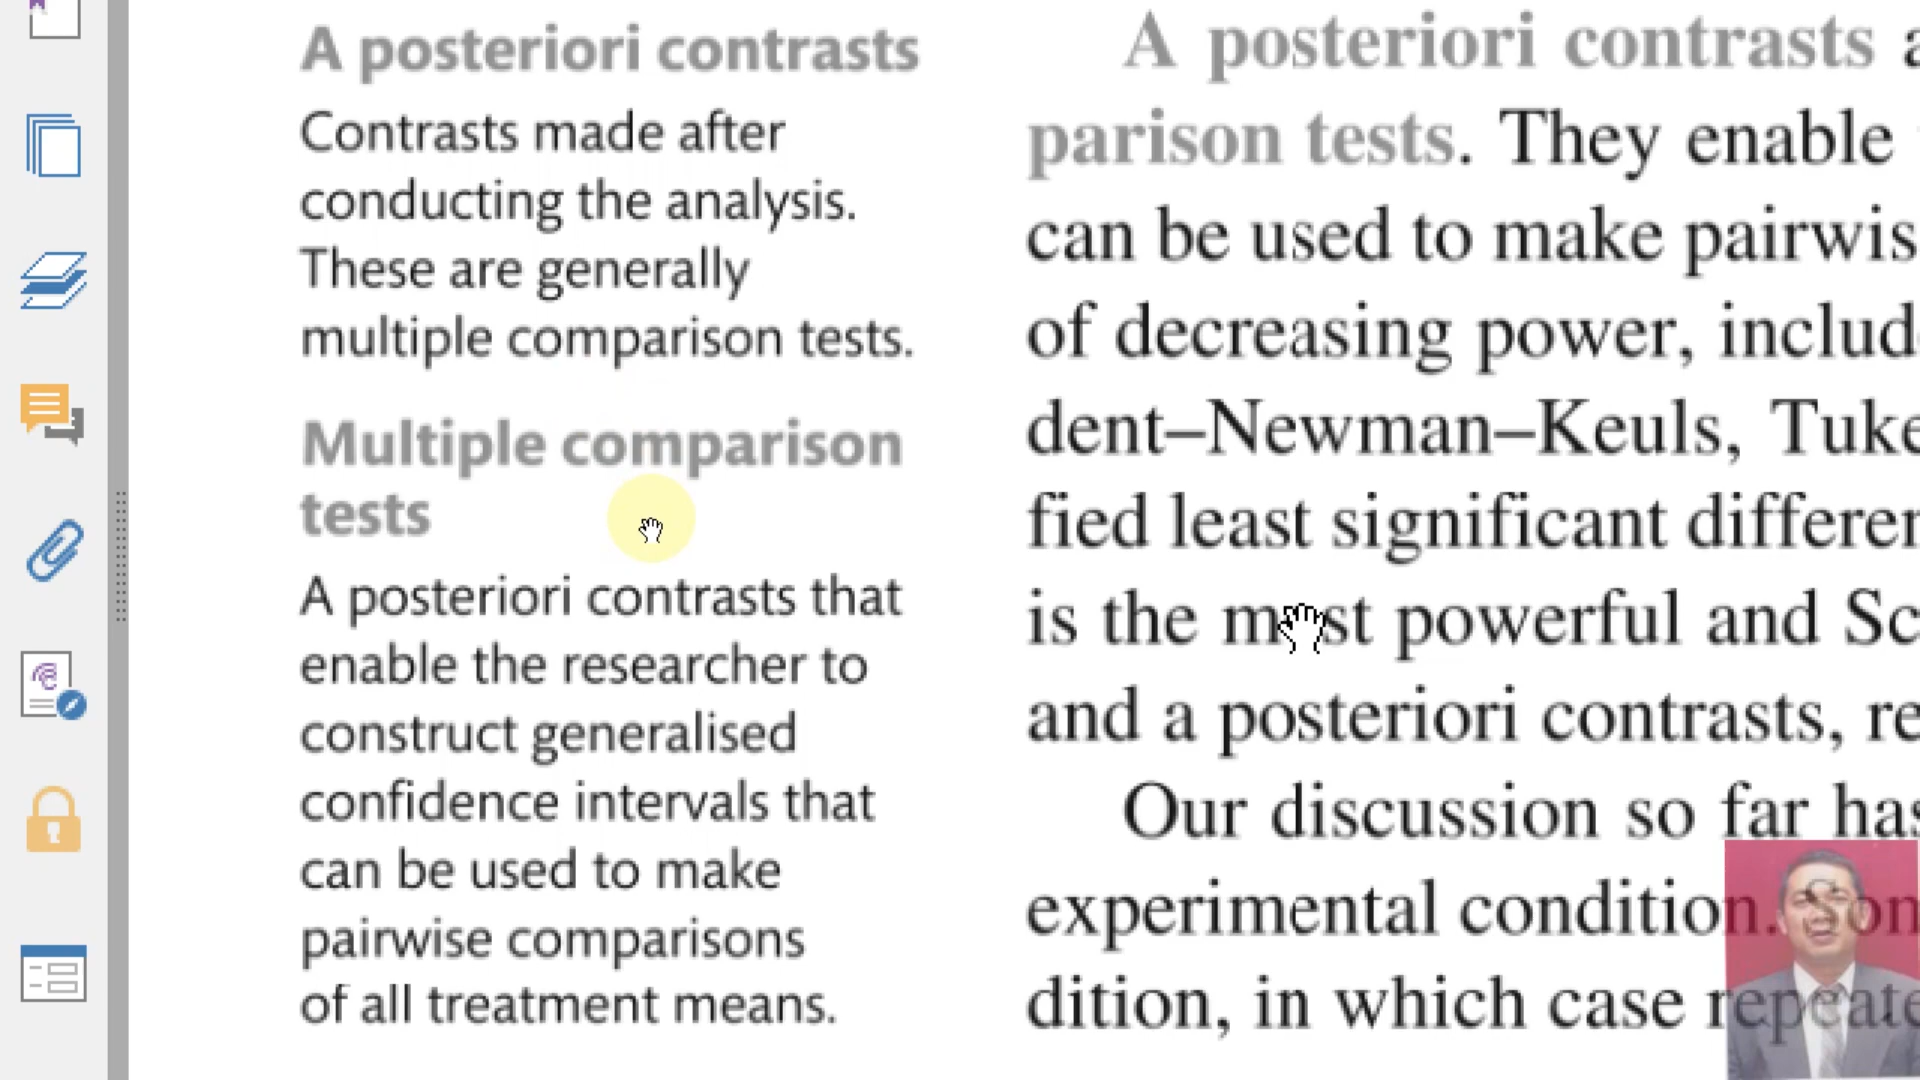 A posteriori contrasts
Contrasts made after
conducting the analysis.
These are generally
multiple comparison tests.
Multiple comparison
tests
A posteriori contrasts that
enable the researcher to
construct generalised
confidence intervals that
can be used to make
pairwise comparisons
of all treatment means.
A posteriori contrasts
parison tests. They enable
can be used to make pairwis
of decreasing power, includ
dent–Newman–Keuls, Tuke
fied least significant differen
is the most powerful and Sc
and a posteriori contrasts, re
Our discussion so far has
experimental condition.
dition, in which case repeate